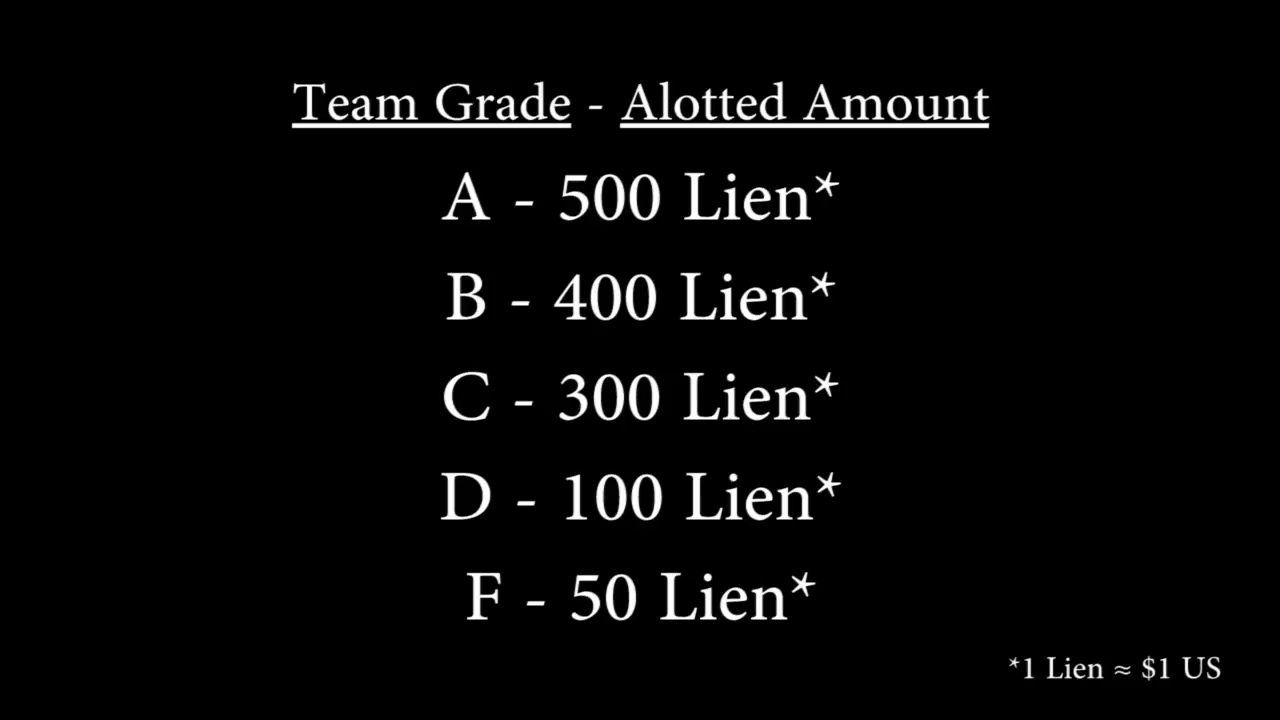 Team Grade - Alotted Amount
A - 500 Lien*
B - 400 Lien*
C - 300 Lien*
D - 100 Lien*
F - 50 Lien*
*1 Lien ≈ $1 US